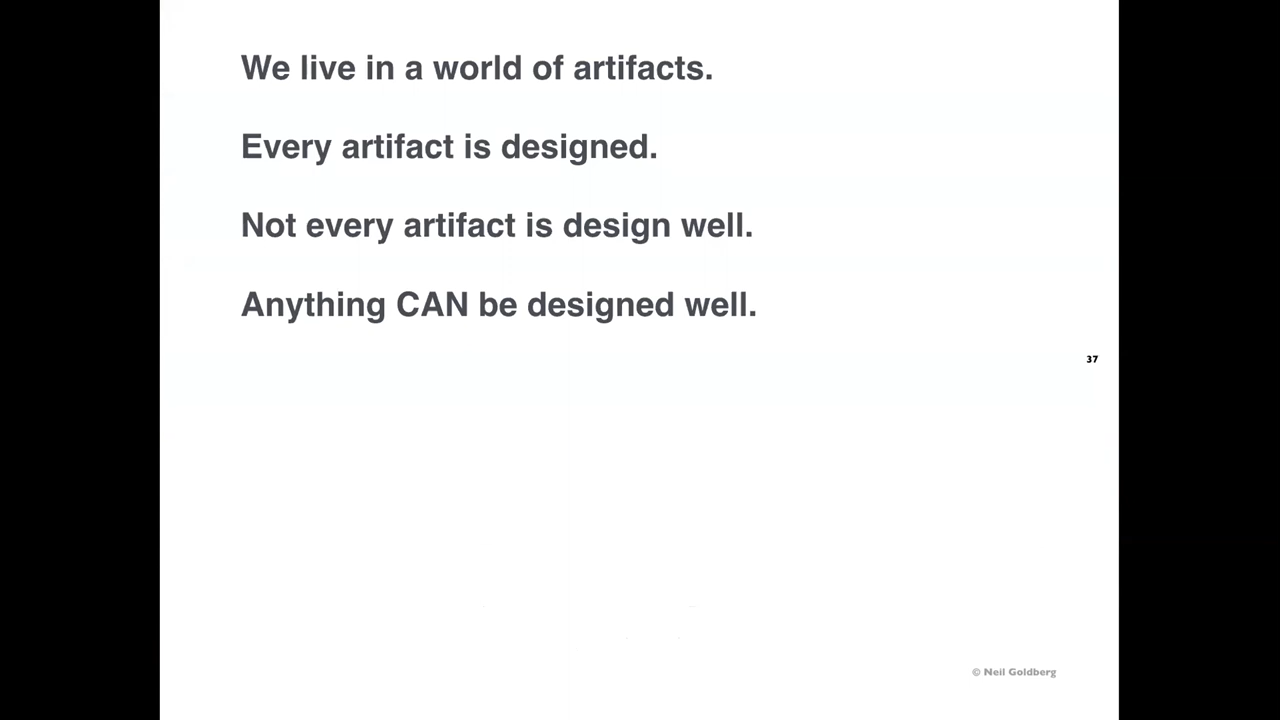 We live in a world of artifacts.
Every artifact is designed.
Not every artifact is design well.
Anything CAN be designed well.
37
© Neil Goldberg